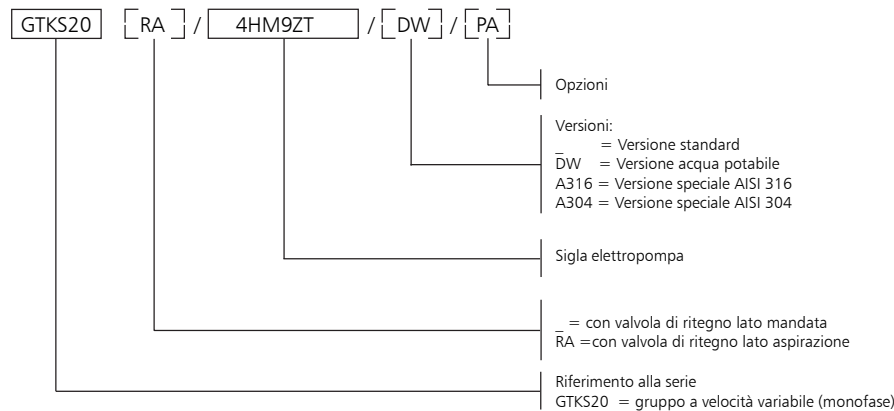 GTKS20 RA / 4HM9ZT / DW / PA
Opzioni
Versioni:
_ = Versione standard
DW = Versione acqua potabile
A316 = Versione speciale AISI 316
A304 = Versione speciale AISI 304
Sigla elettropompa
_ = con valvola di ritegno lato mandata
RA =con valvola di ritegno lato aspirazione
Riferimento alla serie
GTKS20 = gruppo a velocità variabile (monofase)